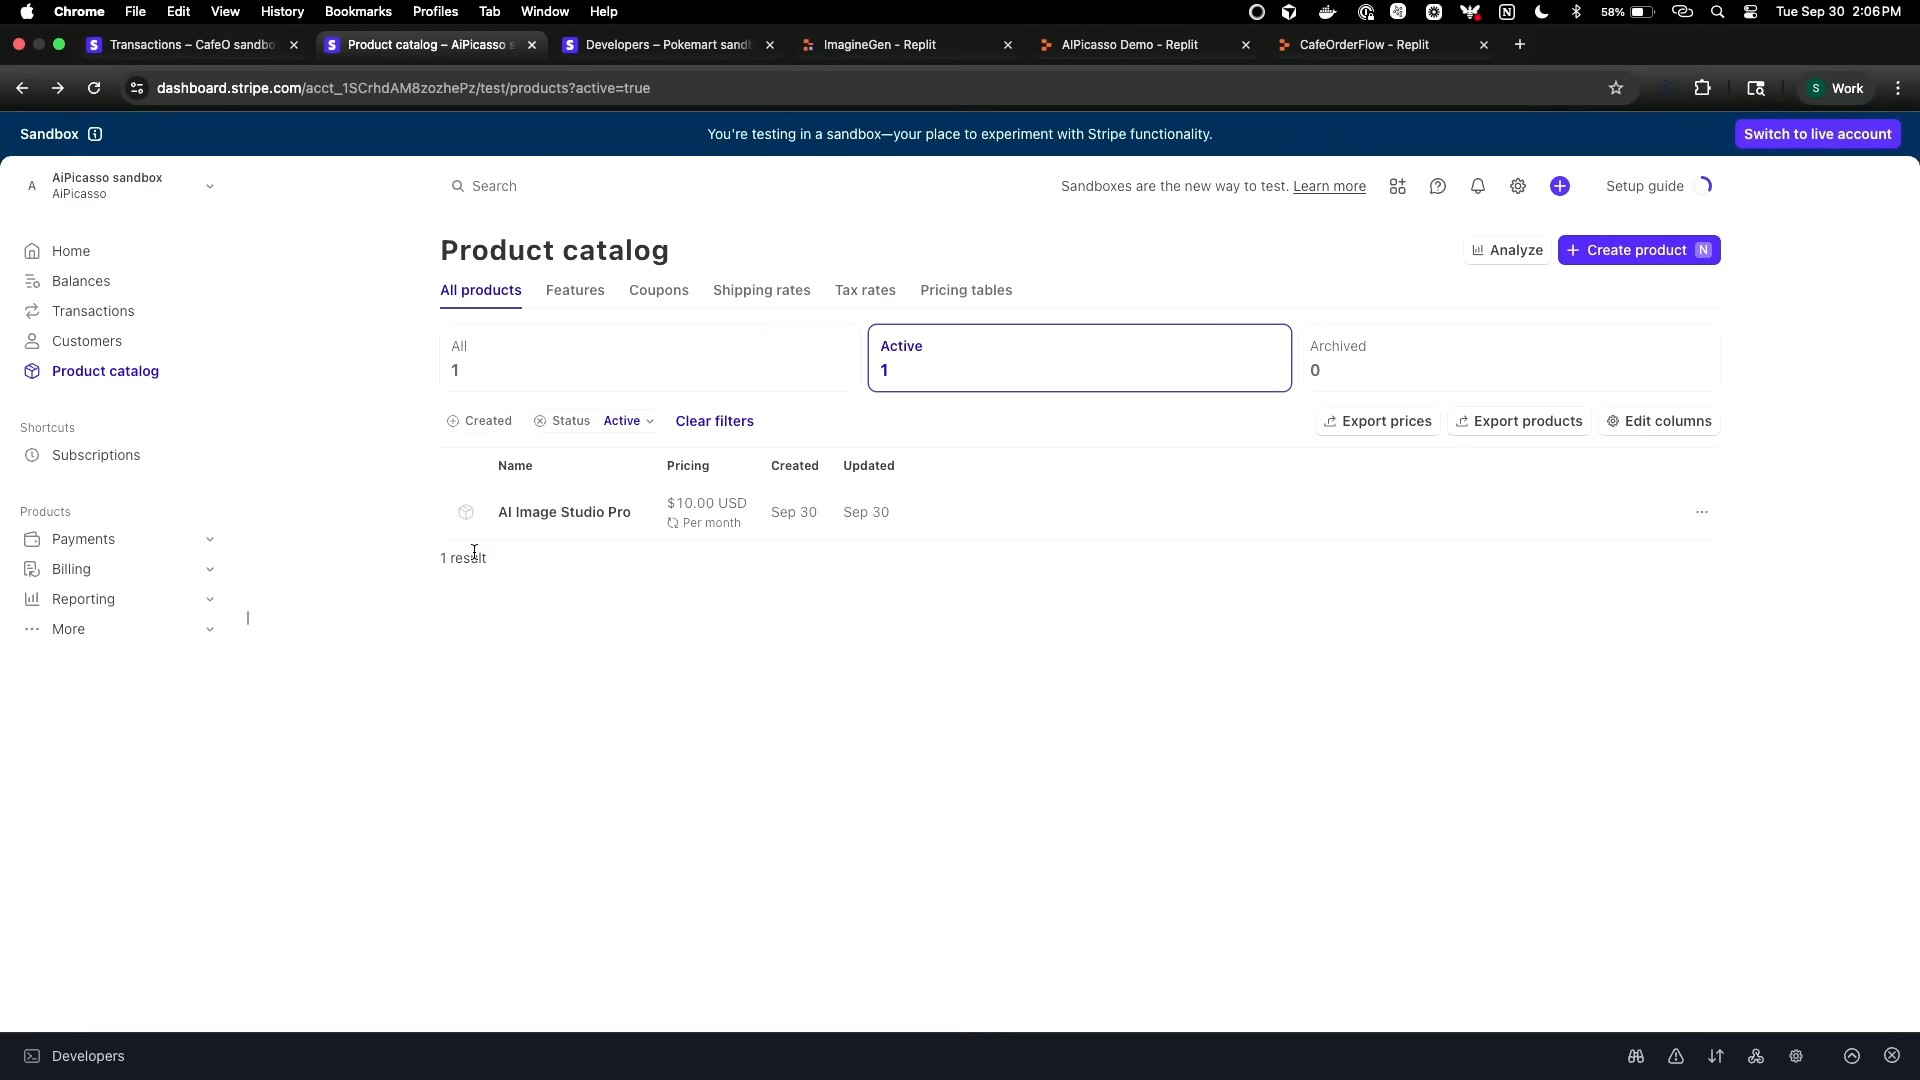 Chrome File Edit View History Bookmarks Profiles Tab Window Help
58% Tue Sep 30 2:06 PM
Transactions – CafeO sandbo
Product catalog – AiPicasso s
Developers – Pokemart sand
ImagineGen - Replit
AIPicasso Demo - Replit
CafeOrderFlow - Replit
dashboard.stripe.com/acct_1SCrhdAM8zozhePz/test/products?active=true
S Work
Sandbox
You're testing in a sandbox—your place to experiment with Stripe functionality.
Switch to live account
A
AiPicasso sandbox
AiPicasso
Search
Sandboxes are the new way to test. Learn more
Setup guide
Home
Balances
Transactions
Customers
Product catalog
Shortcuts
Subscriptions
Products
Payments
Billing
Reporting
More
Product catalog
Analyze
Create product N
All products Features Coupons Shipping rates Tax rates Pricing tables
All
1
Active
1
Archived
0
Created Status Active Clear filters
Export prices Export products Edit columns
Name Pricing Created Updated
AI Image Studio Pro $10.00 USD Sep 30 Sep 30
Per month
1 result
Developers